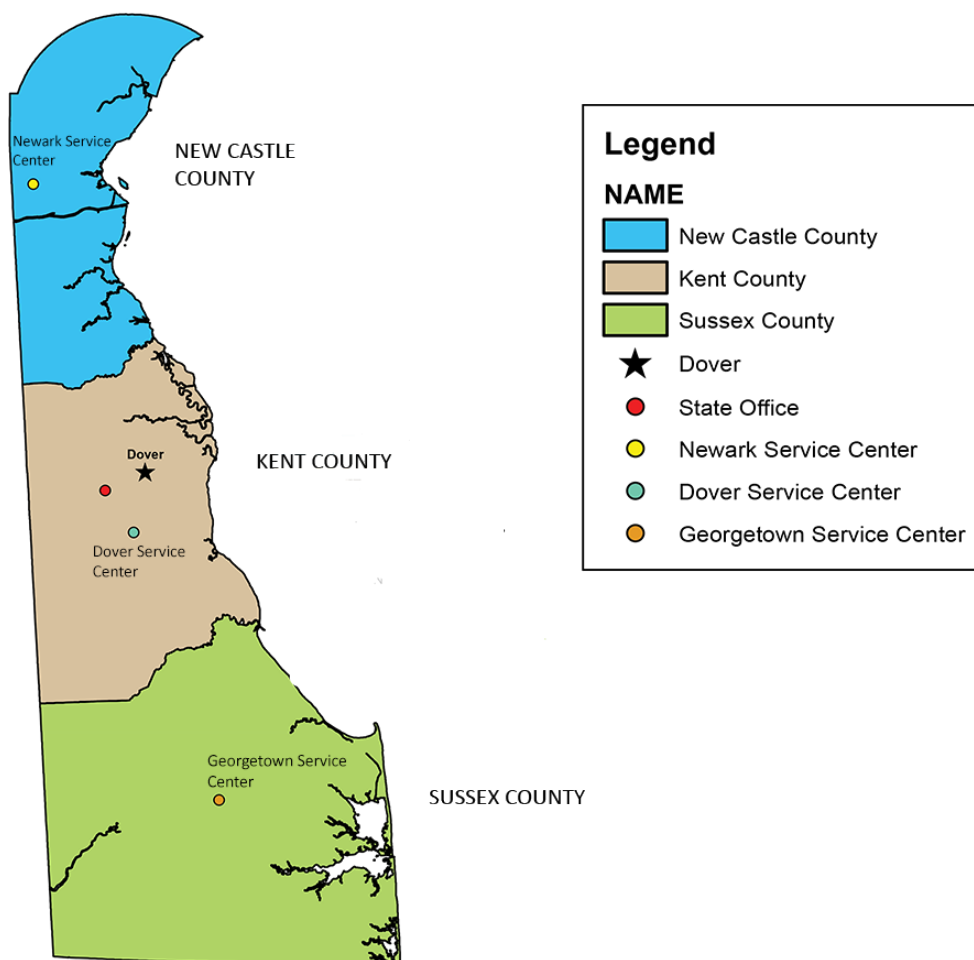 Newark Service
Center
NEW CASTLE
COUNTY
Dover
KENT COUNTY
Dover Service
Center
Georgetown Service
Center
SUSSEX COUNTY
Legend
NAME
New Castle County
Kent County
Sussex County
Dover
State Office
Newark Service Center
Dover Service Center
Georgetown Service Center